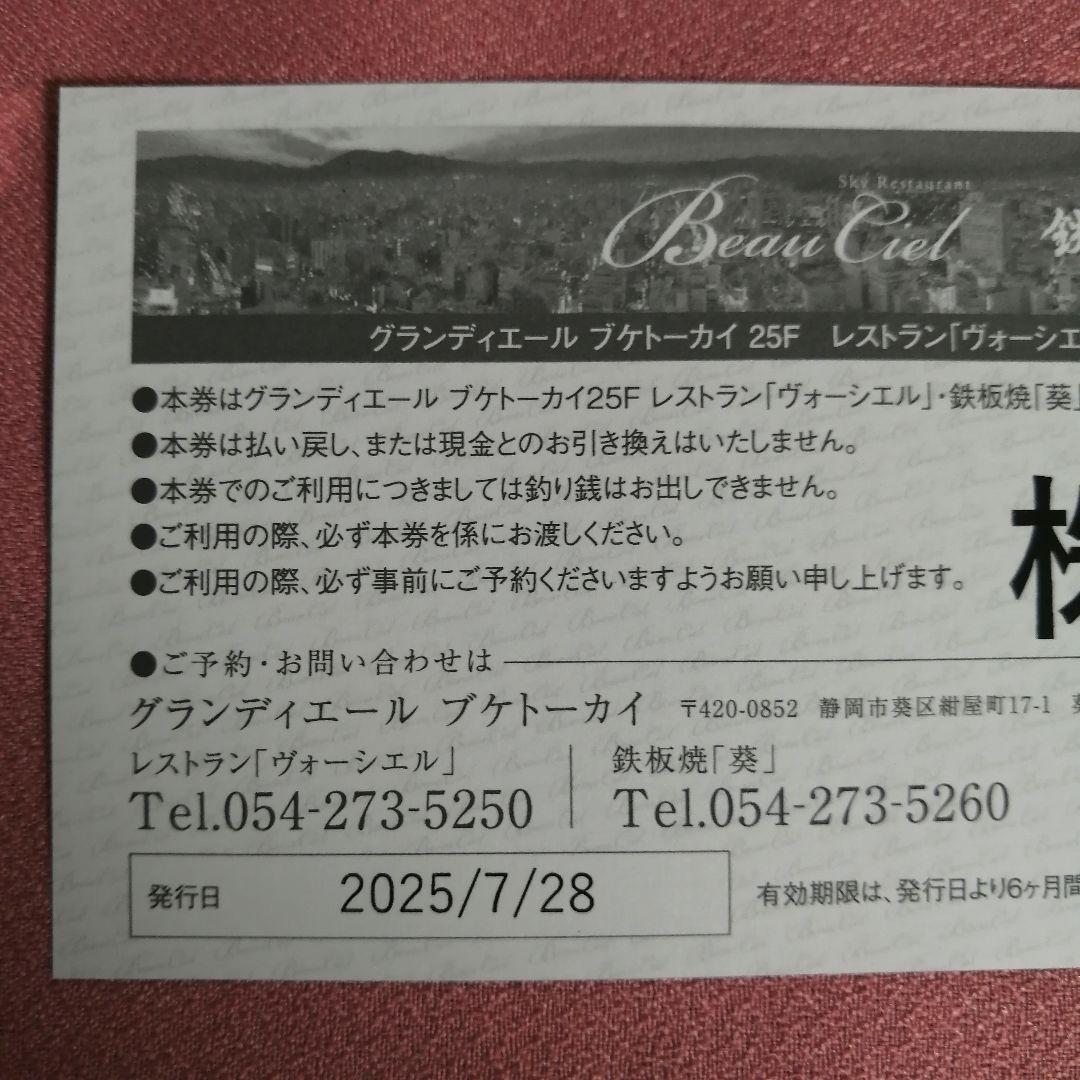 Sky Restaurant
Beau Ciel 鉄
グランディエール ブケトーカイ 25F レストラン「ヴォーシエ
●本券はグランディエール ブケトーカイ25F レストラン「ヴォーシエル」・鉄板焼「葵」
●本券は払い戻し、または現金とのお引き換えはいたしません。
●本券でのご利用につきましては釣り銭はお出しできません。
●ご利用の際、必ず本券を係にお渡しください。
●ご利用の際、必ず事前にご予約くださいますようお願い申し上げます。
株
●ご予約・お問い合わせは
グランディエール ブケトーカイ 〒420-0852 静岡市葵区紺屋町17-1 葵
レストラン「ヴォーシエル」 鉄板焼「葵」
Tel.054-273-5250 Tel.054-273-5260
発行日 2025/7/28 有効期限は、発行日より6ヶ月間